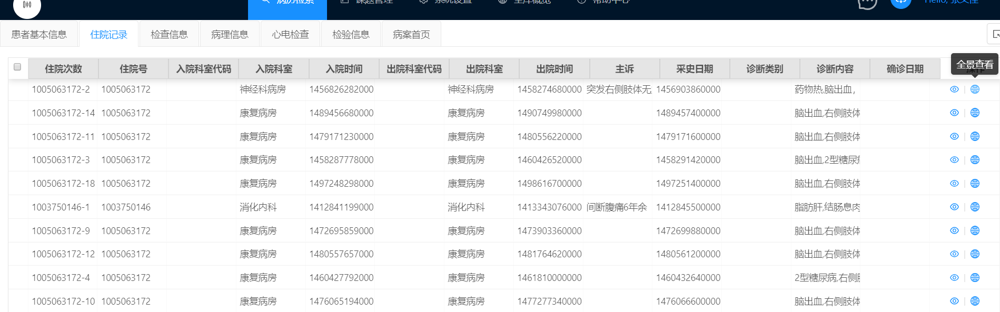 病历检索 课题管理 系统设置 全库概览 帮助中心 Hello, 张文佳
患者基本信息 住院记录 检查信息 病理信息 心电检查 检验信息 病案首页
住院次数 住院号 入院科室代码 入院科室 入院时间 出院科室代码 出院科室 出院时间 主诉 采史日期 诊断类别 诊断内容 确诊日期 全景查看
1005063172-2 1005063172 神经科病房 1456826282000 神经科病房 1458274680000 突发右侧肢体无 1456903860000 药物热,脑出血,
1005063172-14 1005063172 康复病房 1489456680000 康复病房 1490749980000 1489457400000 脑出血,右侧肢体
1005063172-11 1005063172 康复病房 1479171230000 康复病房 1480556220000 1479171600000 脑出血,右侧肢体
1005063172-3 1005063172 康复病房 1458287778000 康复病房 1460426520000 1458291420000 脑出血,2型糖尿病
1005063172-18 1005063172 康复病房 1497248298000 康复病房 1498616700000 1497251400000 脑出血,右侧肢体
1003750146-1 1003750146 消化内科 1412841199000 消化内科 1413343076000 间断腹痛6年余 1412845500000 脂肪肝,结肠息肉
1005063172-9 1005063172 康复病房 1472695859000 康复病房 1473903360000 1472699880000 脑出血,右侧肢体
1005063172-12 1005063172 康复病房 1480557657000 康复病房 1481764620000 1480561200000 脑出血,右侧肢体
1005063172-4 1005063172 康复病房 1460427792000 康复病房 1461810000000 1460432640000 2型糖尿病,右侧肢
1005063172-10 1005063172 康复病房 1476065194000 康复病房 1477277340000 1476066600000 脑出血,右侧肢体